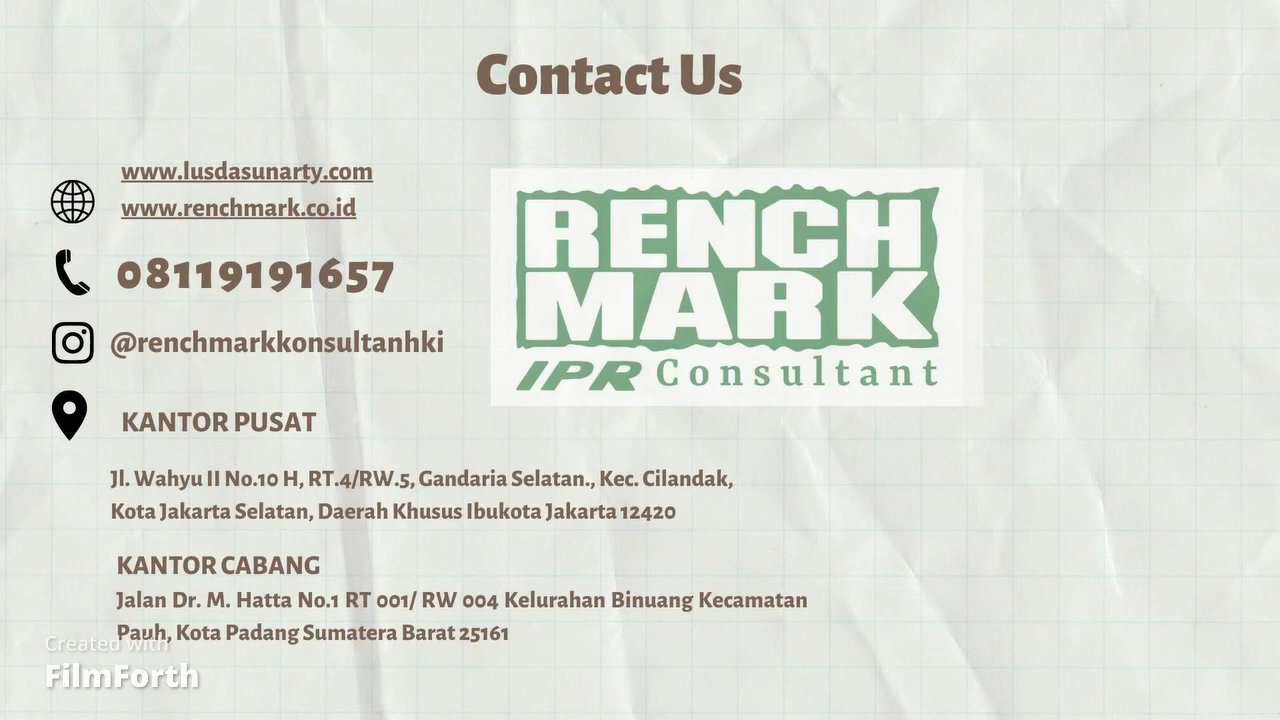 Contact Us
www.lusdasunarty.com
www.renchmark.co.id
08119191657
@renchmarkkonsultanhki
RENCH
MARK
IPR Consultant
KANTOR PUSAT
Jl. Wahyu II No.10 H, RT.4/RW.5, Gandaria Selatan., Kec. Cilandak,
Kota Jakarta Selatan, Daerah Khusus Ibukota Jakarta 12420
KANTOR CABANG
Jalan Dr. M. Hatta No.1 RT 001/ RW 004 Kelurahan Binuang Kecamatan
Pauh, Kota Padang Sumatera Barat 25161
Created with
FilmForth